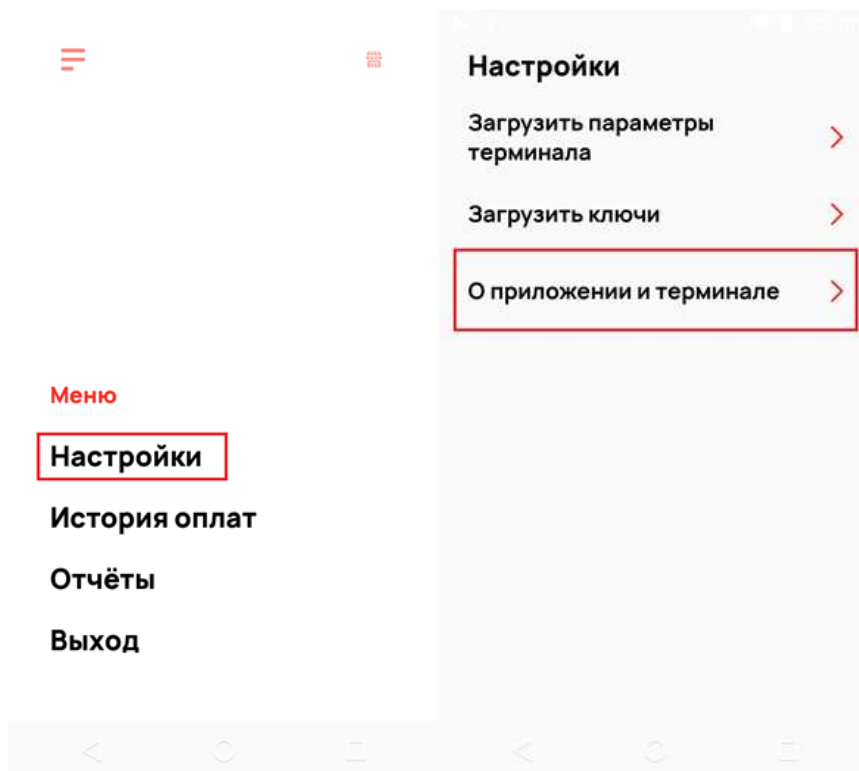 Меню
Настройки
История оплат
Отчёты
Выход
Настройки
Загрузить параметры
терминала
Загрузить ключи
О приложении и терминале